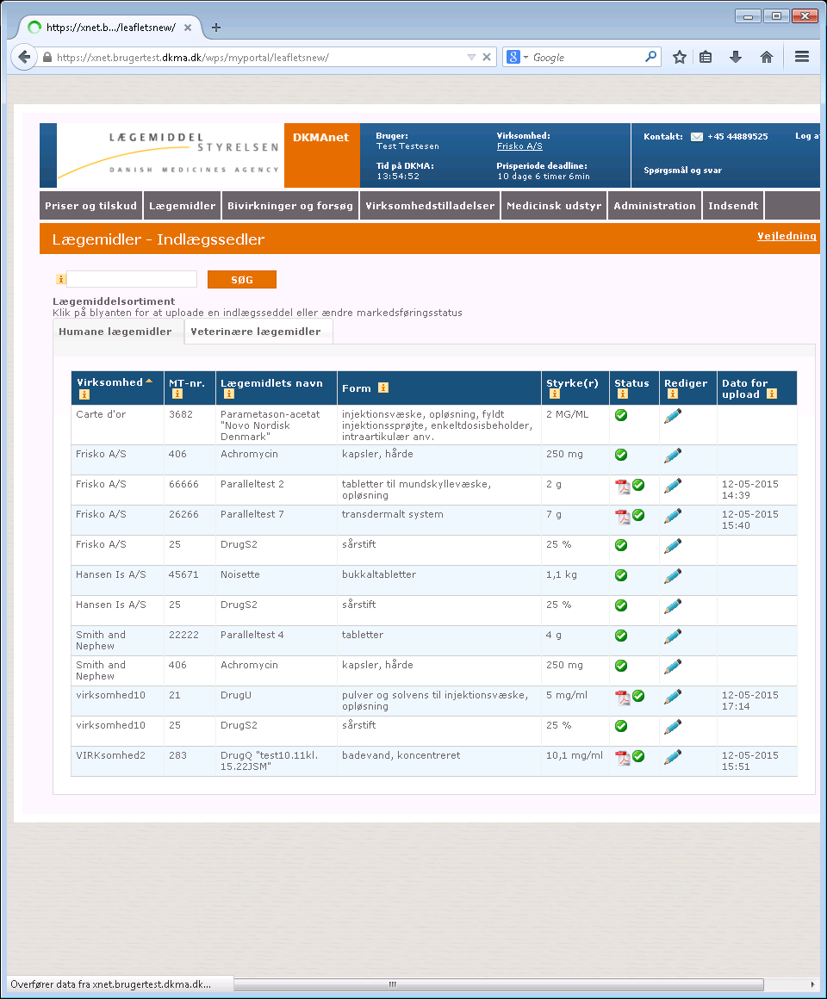 https://xnet.b.../leafletsnew/
https://xnet.brugertest.dkma.dk/wps/myportal/leafletsnew/
Google
LÆGEMIDDEL
STYRELSEN
DANISH MEDICINES AGENCY
DKMAnet
Bruger:
Test Testesen
Tid på DKMA:
13:54:52
Virksomhed:
Frisko A/S
Prisperiode deadline:
10 dage 6 timer 6min
Kontakt: +45 44889525
Log a
Spørgsmål og svar
Priser og tilskud Lægemidler Bivirkninger og forsøg Virksomhedstilladelser Medicinsk udstyr Administration Indsendt
Lægemidler - Indlægssedler
Vejledning
SØG
Lægemiddelsortiment
Klik på blyanten for at uploade en indlægsseddel eller ændre markedsføringsstatus
Humane lægemidler Veterinære lægemidler
Virksomhed MT-nr. Lægemidlets navn Form Styrke(r) Status Rediger Dato for
upload
Carte d'or 3682 Parametason-acetat injektionsvæske, opløsning, fyldt 2 MG/ML
"Novo Nordisk injektionssprøjte, enkeltdosisbeholder,
Denmark" intraartikulær anv.
Frisko A/S 406 Achromycin kapsler, hårde 250 mg
Frisko A/S 66666 Paralleltest 2 tabletter til mundskyllevæske, 2 g 12-05-2015
opløsning 14:39
Frisko A/S 26266 Paralleltest 7 transdermalt system 7 g 12-05-2015
15:40
Frisko A/S 25 DrugS2 sårstift 25 %
Hansen Is A/S 45671 Noisette bukkaltabletter 1,1 kg
Hansen Is A/S 25 DrugS2 sårstift 25 %
Smith and 22222 Paralleltest 4 tabletter 4 g
Nephew
Smith and 406 Achromycin kapsler, hårde 250 mg
Nephew
virksomhed10 21 DrugU pulver og solvens til injektionsvæske, 5 mg/ml 12-05-2015
opløsning 17:14
virksomhed10 25 DrugS2 sårstift 25 %
VIRKsomhed2 283 DrugQ "test10.11kl. badevand, koncentreret 10,1 mg/ml 12-05-2015
15.22JSM" 15:51
Overfører data fra xnet.brugertest.dkma.dk...